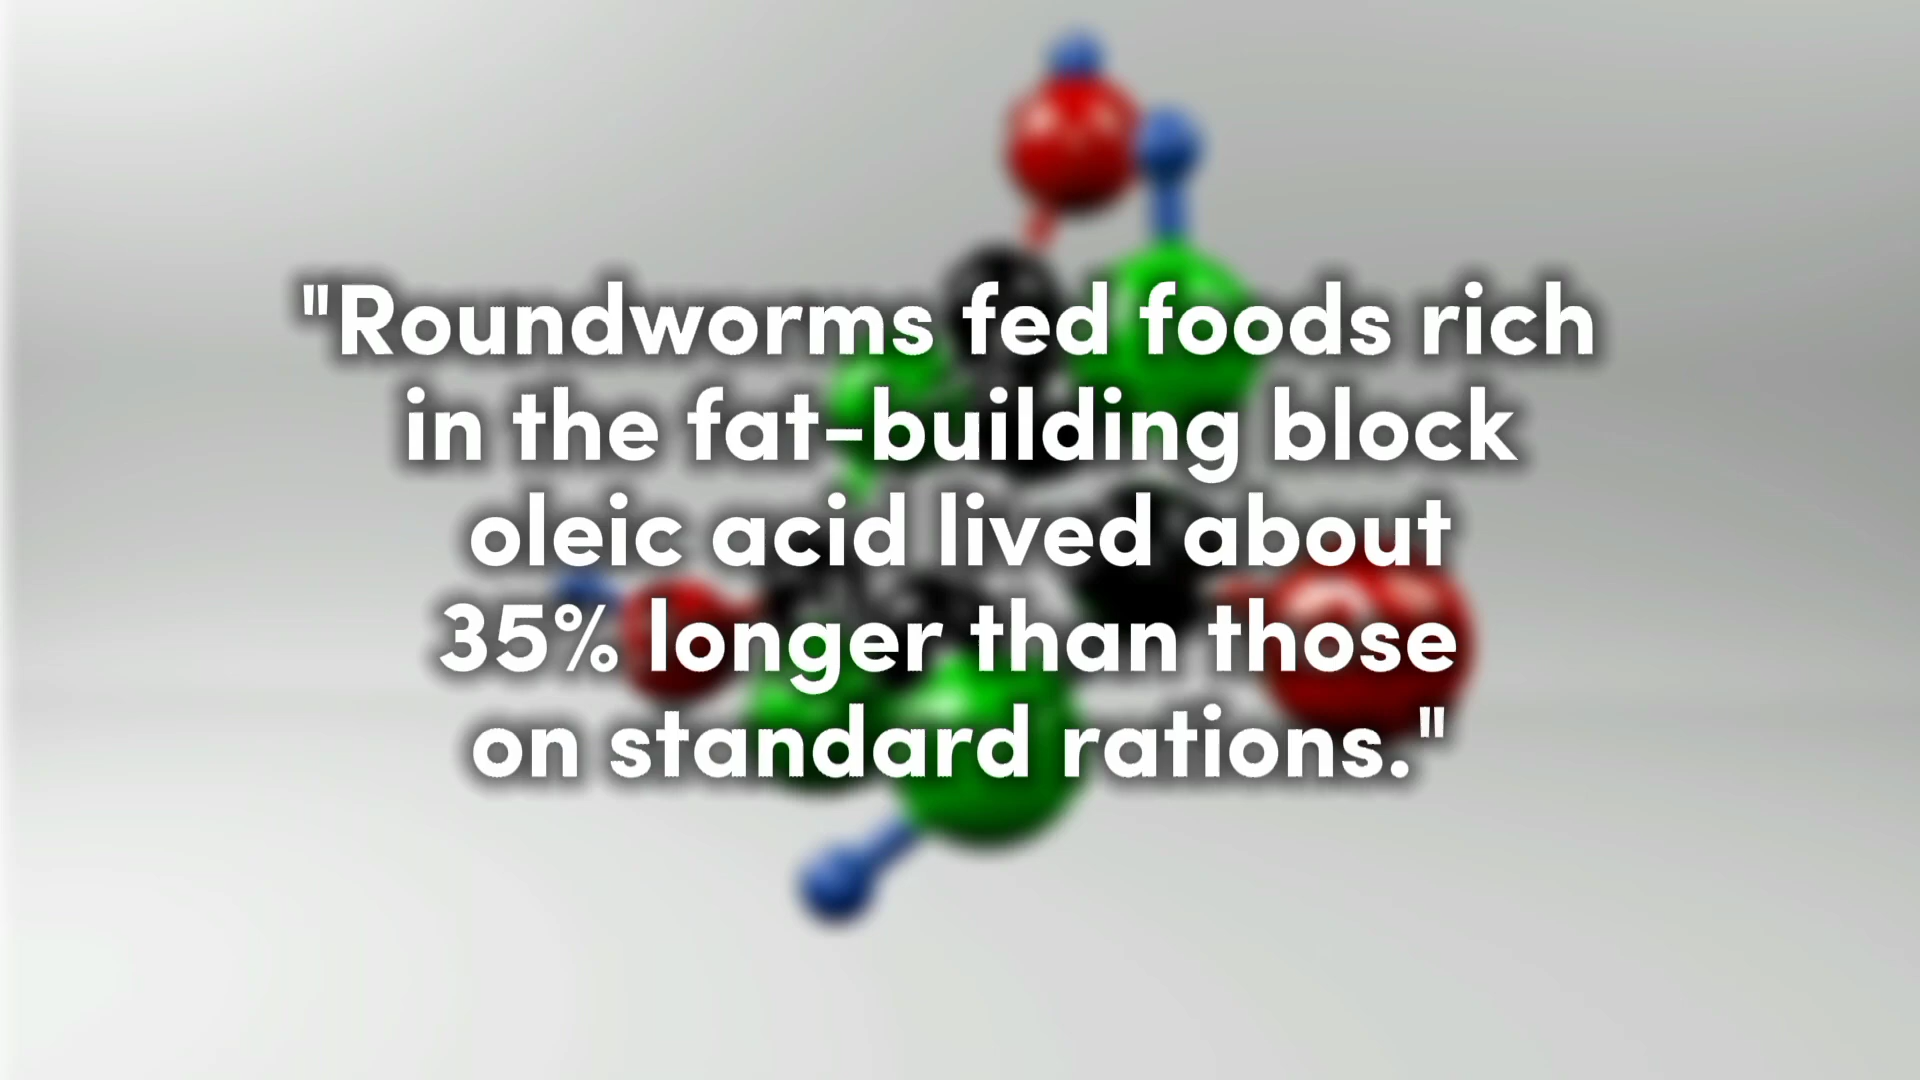 "Roundworms fed foods rich
in the fat-building block
oleic acid lived about
35% longer than those
on standard rations."